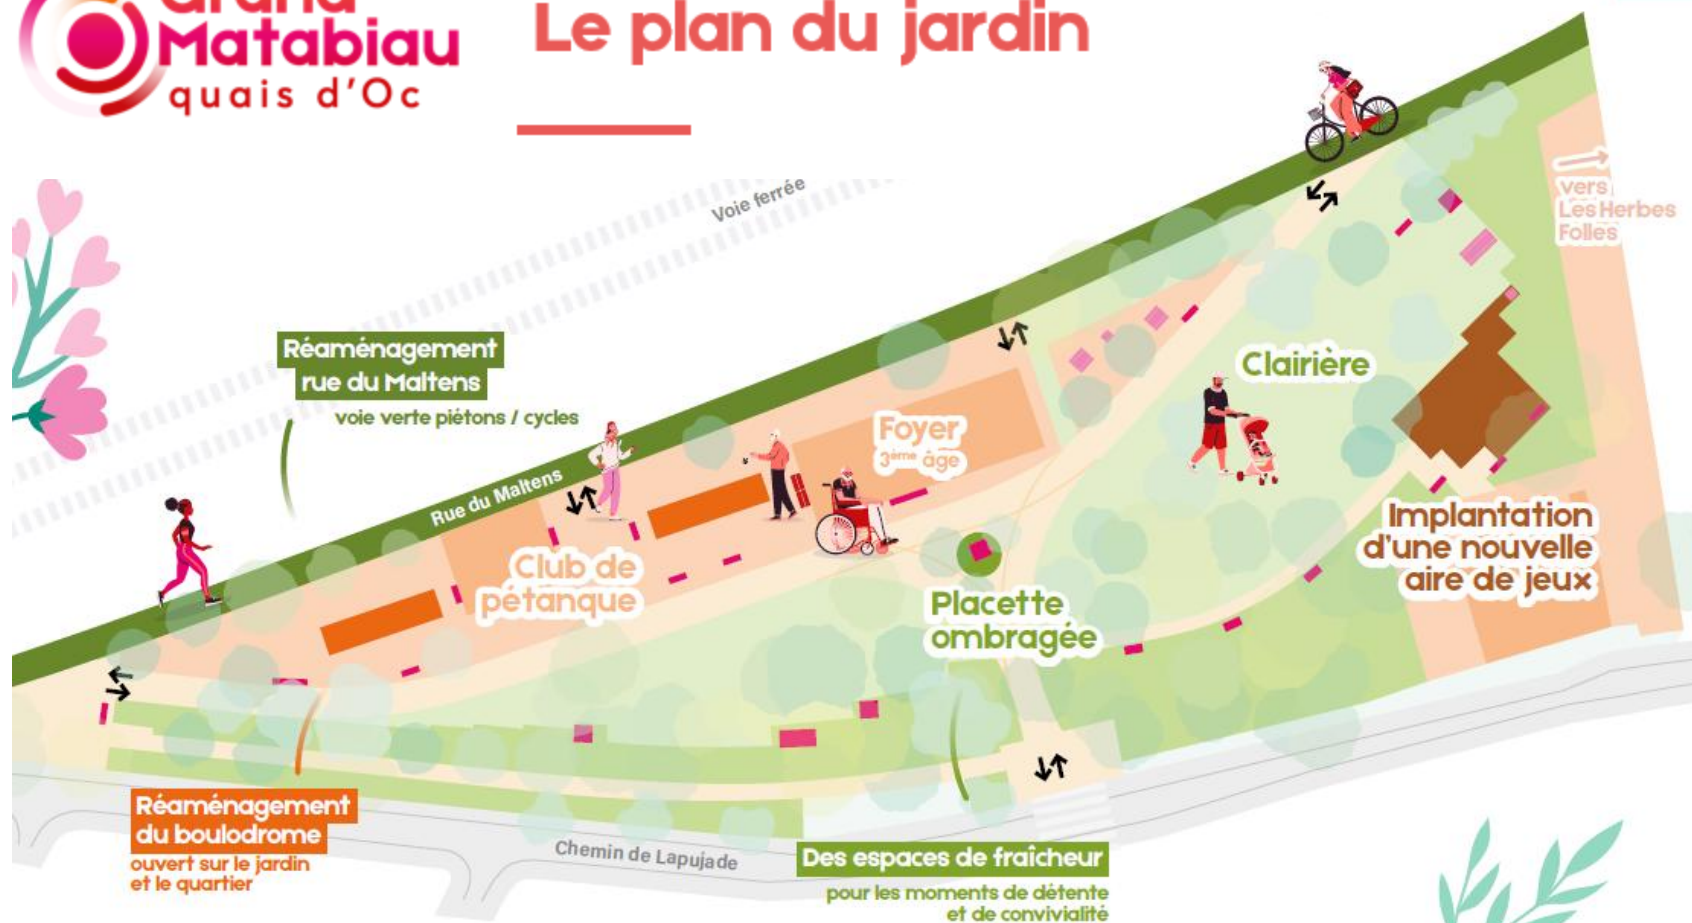 Grand
Matabiau
quais d'Oc
Le plan du jardin
Voie ferrée
vers
Les Herbes
Folles
Réaménagement
rue du Maltens
voie verte piétons / cycles
Clairière
Foyer
3ème âge
Rue du Maltens
Club de
pétanque
Implantation
d'une nouvelle
aire de jeux
Placette
ombragée
Réaménagement
du boulodrome
ouvert sur le jardin
et le quartier
Chemin de Lapujade
Des espaces de fraîcheur
pour les moments de détente
et de convivialité